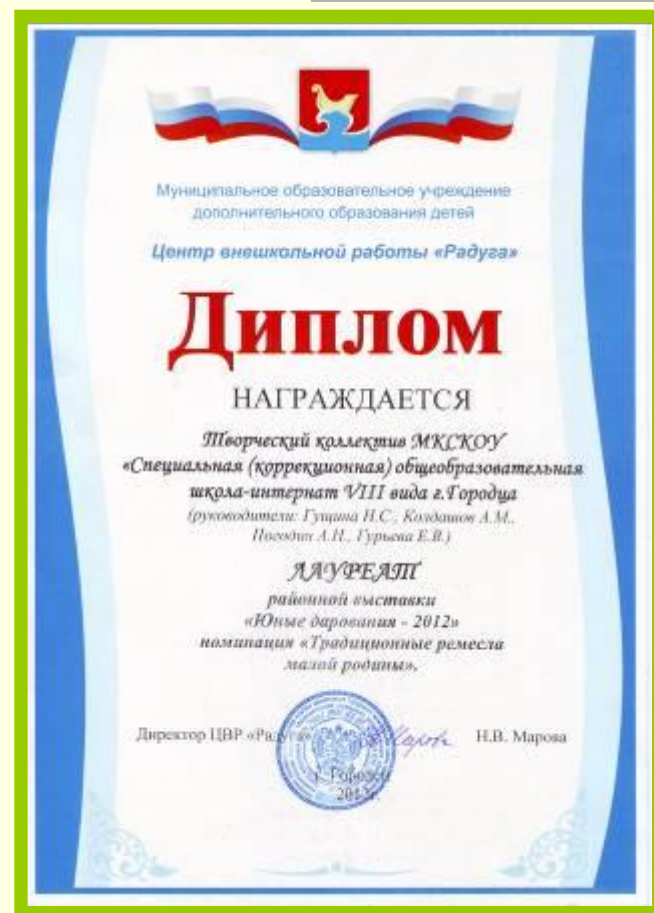 Муниципальное образовательное учреждение
дополнительного образования детей
Центр внешкольной работы «Радуга»
Диплом
НАГРАЖДАЕТСЯ
Творческий коллектив МКСКОУ
«Специальная (коррекционная) общеобразовательная
школа-интернат VIII вида г.Городца
(руководители: Гущина Н.С., Колдашов А.М.,
Погодин А.Н., Гурьева Е.В.)
ЛАУРЕАТ
районной выставки
«Юные дарования - 2012»
номинация «Традиционные ремесла
малой родины».
Директор ЦВР «Радуга» Н.В. Марова
г. Городец